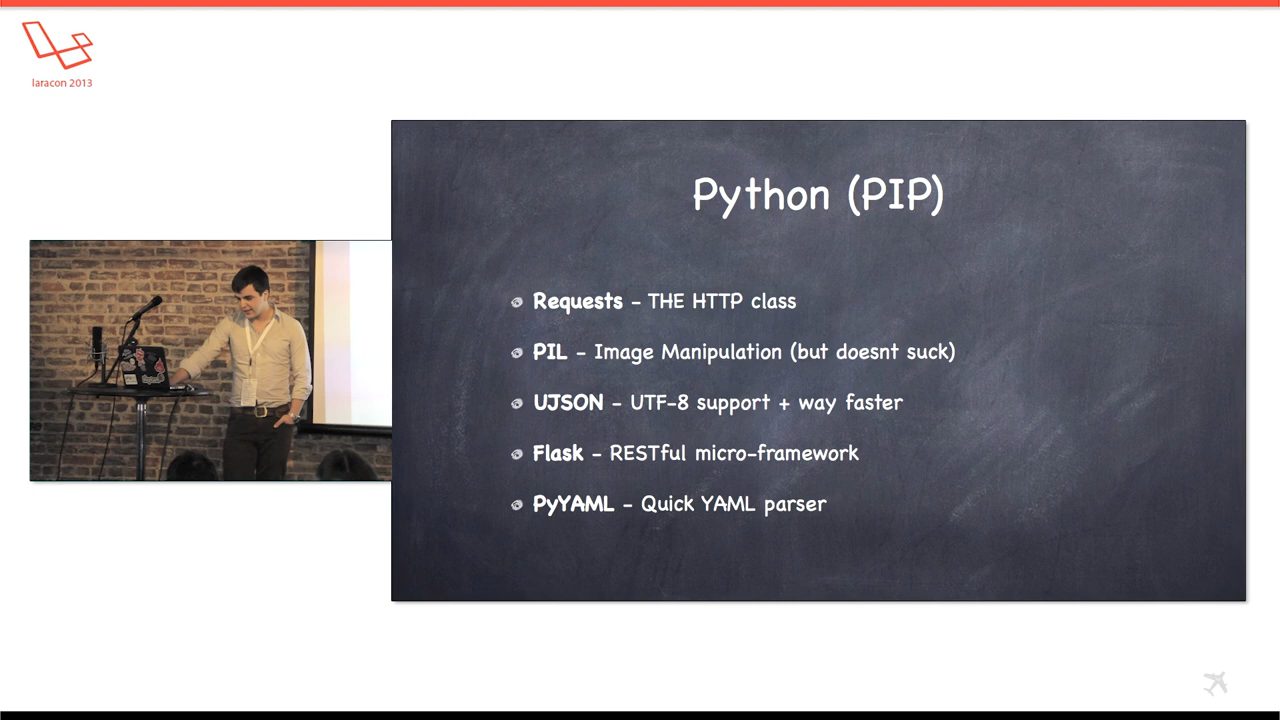 laracon 2013
Python (PIP)
Requests - THE HTTP class
PIL - Image Manipulation (but doesnt suck)
UJSON - UTF-8 support + way faster
Flask - RESTful micro-framework
PyYAML - Quick YAML parser